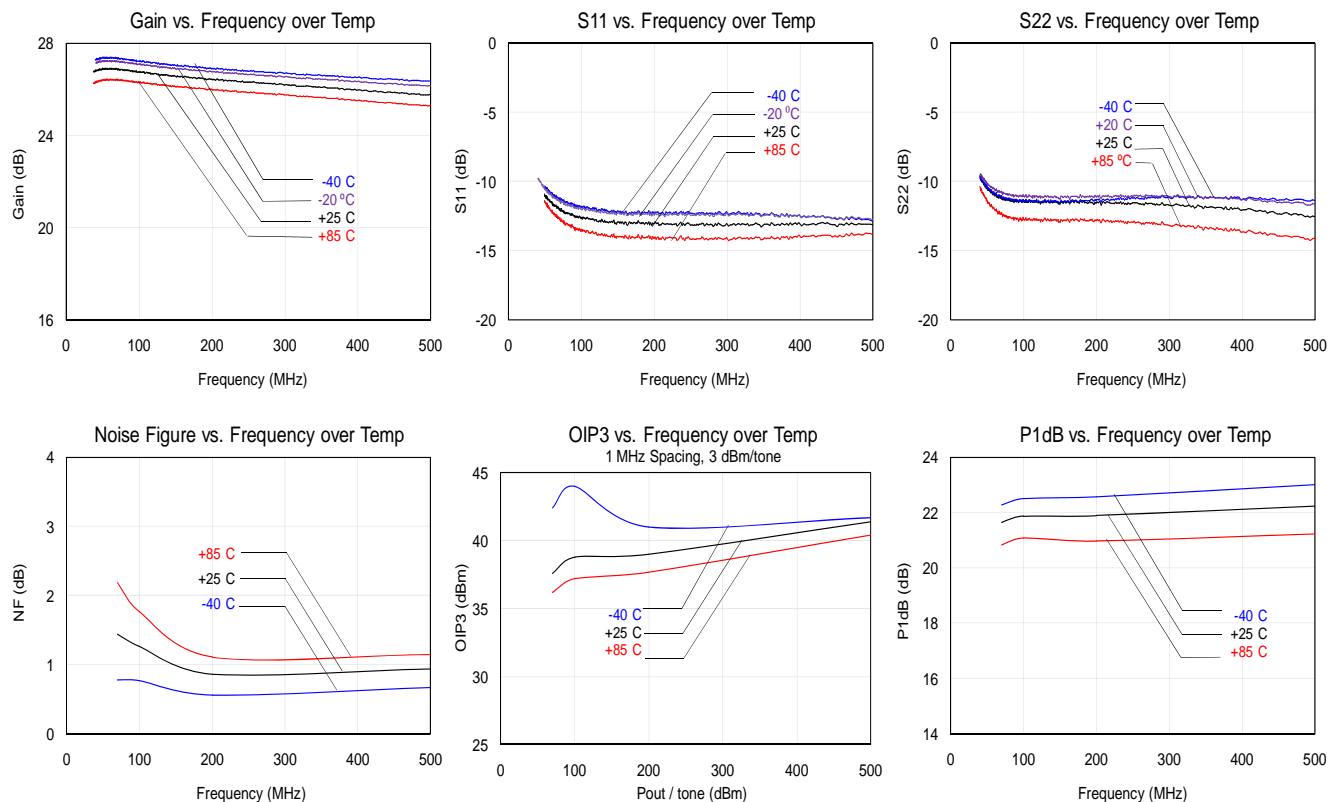 Gain vs. Frequency over Temp
28
24
20
16
Gain (dB)
-40 C
-20 ⁰C
+25 C
+85 C
0 100 200 300 400 500
Frequency (MHz)
S11 vs. Frequency over Temp
0
-5
-10
-15
-20
S11 (dB)
-40 C
-20 ⁰C
+25 C
+85 C
0 100 200 300 400 500
Frequency (MHz)
S22 vs. Frequency over Temp
0
-5
-10
-15
-20
S22 (dB)
-40 C
+20 C
+25 C
+85 ⁰C
0 100 200 300 400 500
Frequency (MHz)
Noise Figure vs. Frequency over Temp
4
3
2
1
0
NF (dB)
+85 C
+25 C
-40 C
0 100 200 300 400 500
Frequency (MHz)
OIP3 vs. Frequency over Temp
1 MHz Spacing, 3 dBm/tone
45
40
35
30
25
OIP3 (dBm)
-40 C
+25 C
+85 C
0 100 200 300 400 500
Pout / tone (dBm)
P1dB vs. Frequency over Temp
24
22
20
18
16
14
P1dB (dB)
-40 C
+25 C
+85 C
0 100 200 300 400 500
Frequency (MHz)